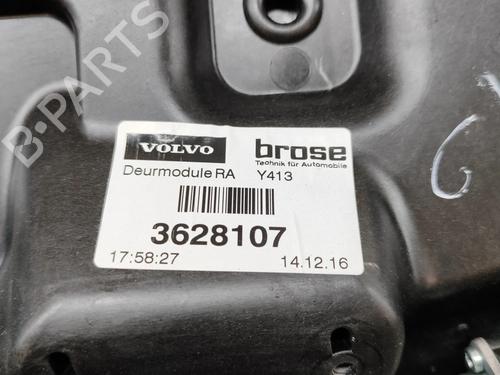 B-PARTS
VOLVO
brose
Technik für Automobile
Deurmodule RA Y413
3628107
17:58:27 14.12.16